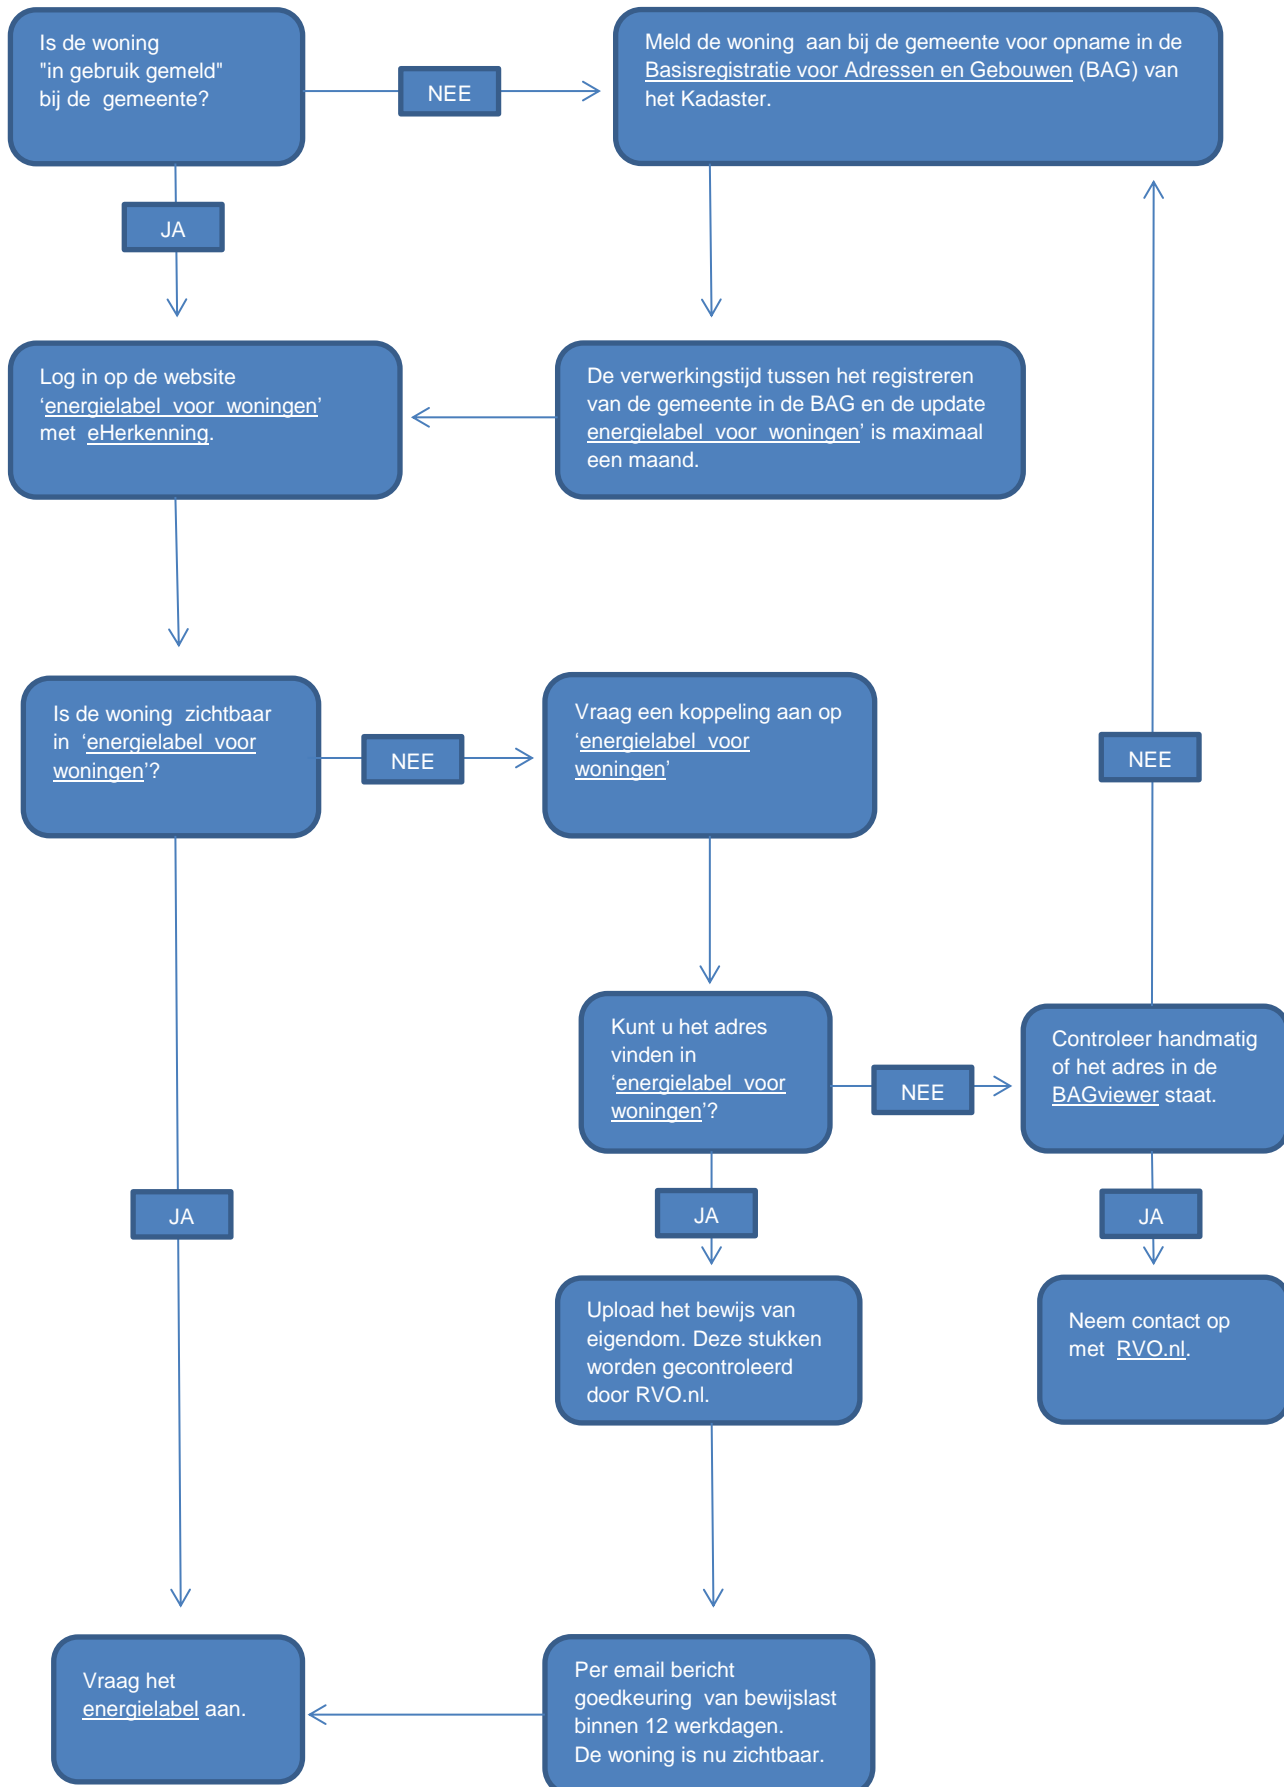 Is de woning
"in gebruik gemeld"
bij de gemeente?
NEE
Meld de woning aan bij de gemeente voor opname in de
Basisregistratie voor Adressen en Gebouwen (BAG) van
het Kadaster.
JA
Log in op de website
‘energielabel voor woningen’
met eHerkenning.
De verwerkingstijd tussen het registreren
van de gemeente in de BAG en de update
energielabel voor woningen’ is maximaal
een maand.
Is de woning zichtbaar
in ‘energielabel voor
woningen’?
NEE
Vraag een koppeling aan op
‘energielabel voor
woningen’
NEE
Kunt u het adres
vinden in
‘energielabel voor
woningen’?
NEE
Controleer handmatig
of het adres in de
BAGviewer staat.
JA
JA
JA
Upload het bewijs van
eigendom. Deze stukken
worden gecontroleerd
door RVO.nl.
Neem contact op
met RVO.nl.
Vraag het
energielabel aan.
Per email bericht
goedkeuring van bewijslast
binnen 12 werkdagen.
De woning is nu zichtbaar.